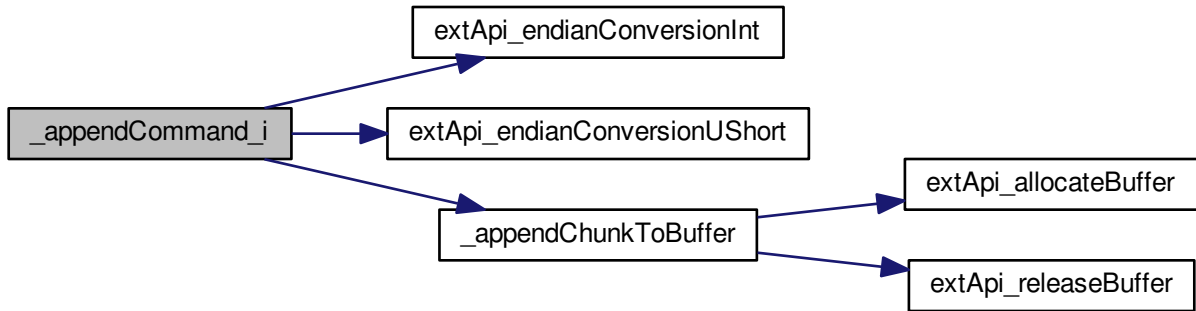 extApi_endianConversionInt
_appendCommand_i
extApi_endianConversionUShort
extApi_allocateBuffer
_appendChunkToBuffer
extApi_releaseBuffer